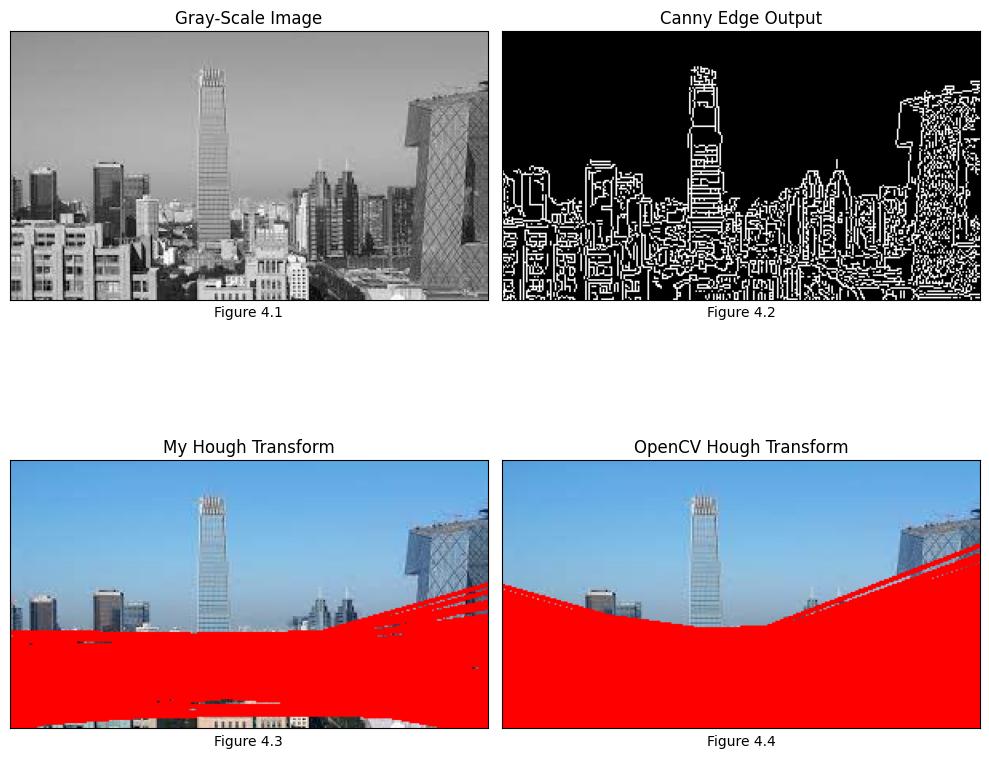 Gray-Scale Image
Canny Edge Output
Figure 4.1
Figure 4.2
My Hough Transform
OpenCV Hough Transform
Figure 4.3
Figure 4.4